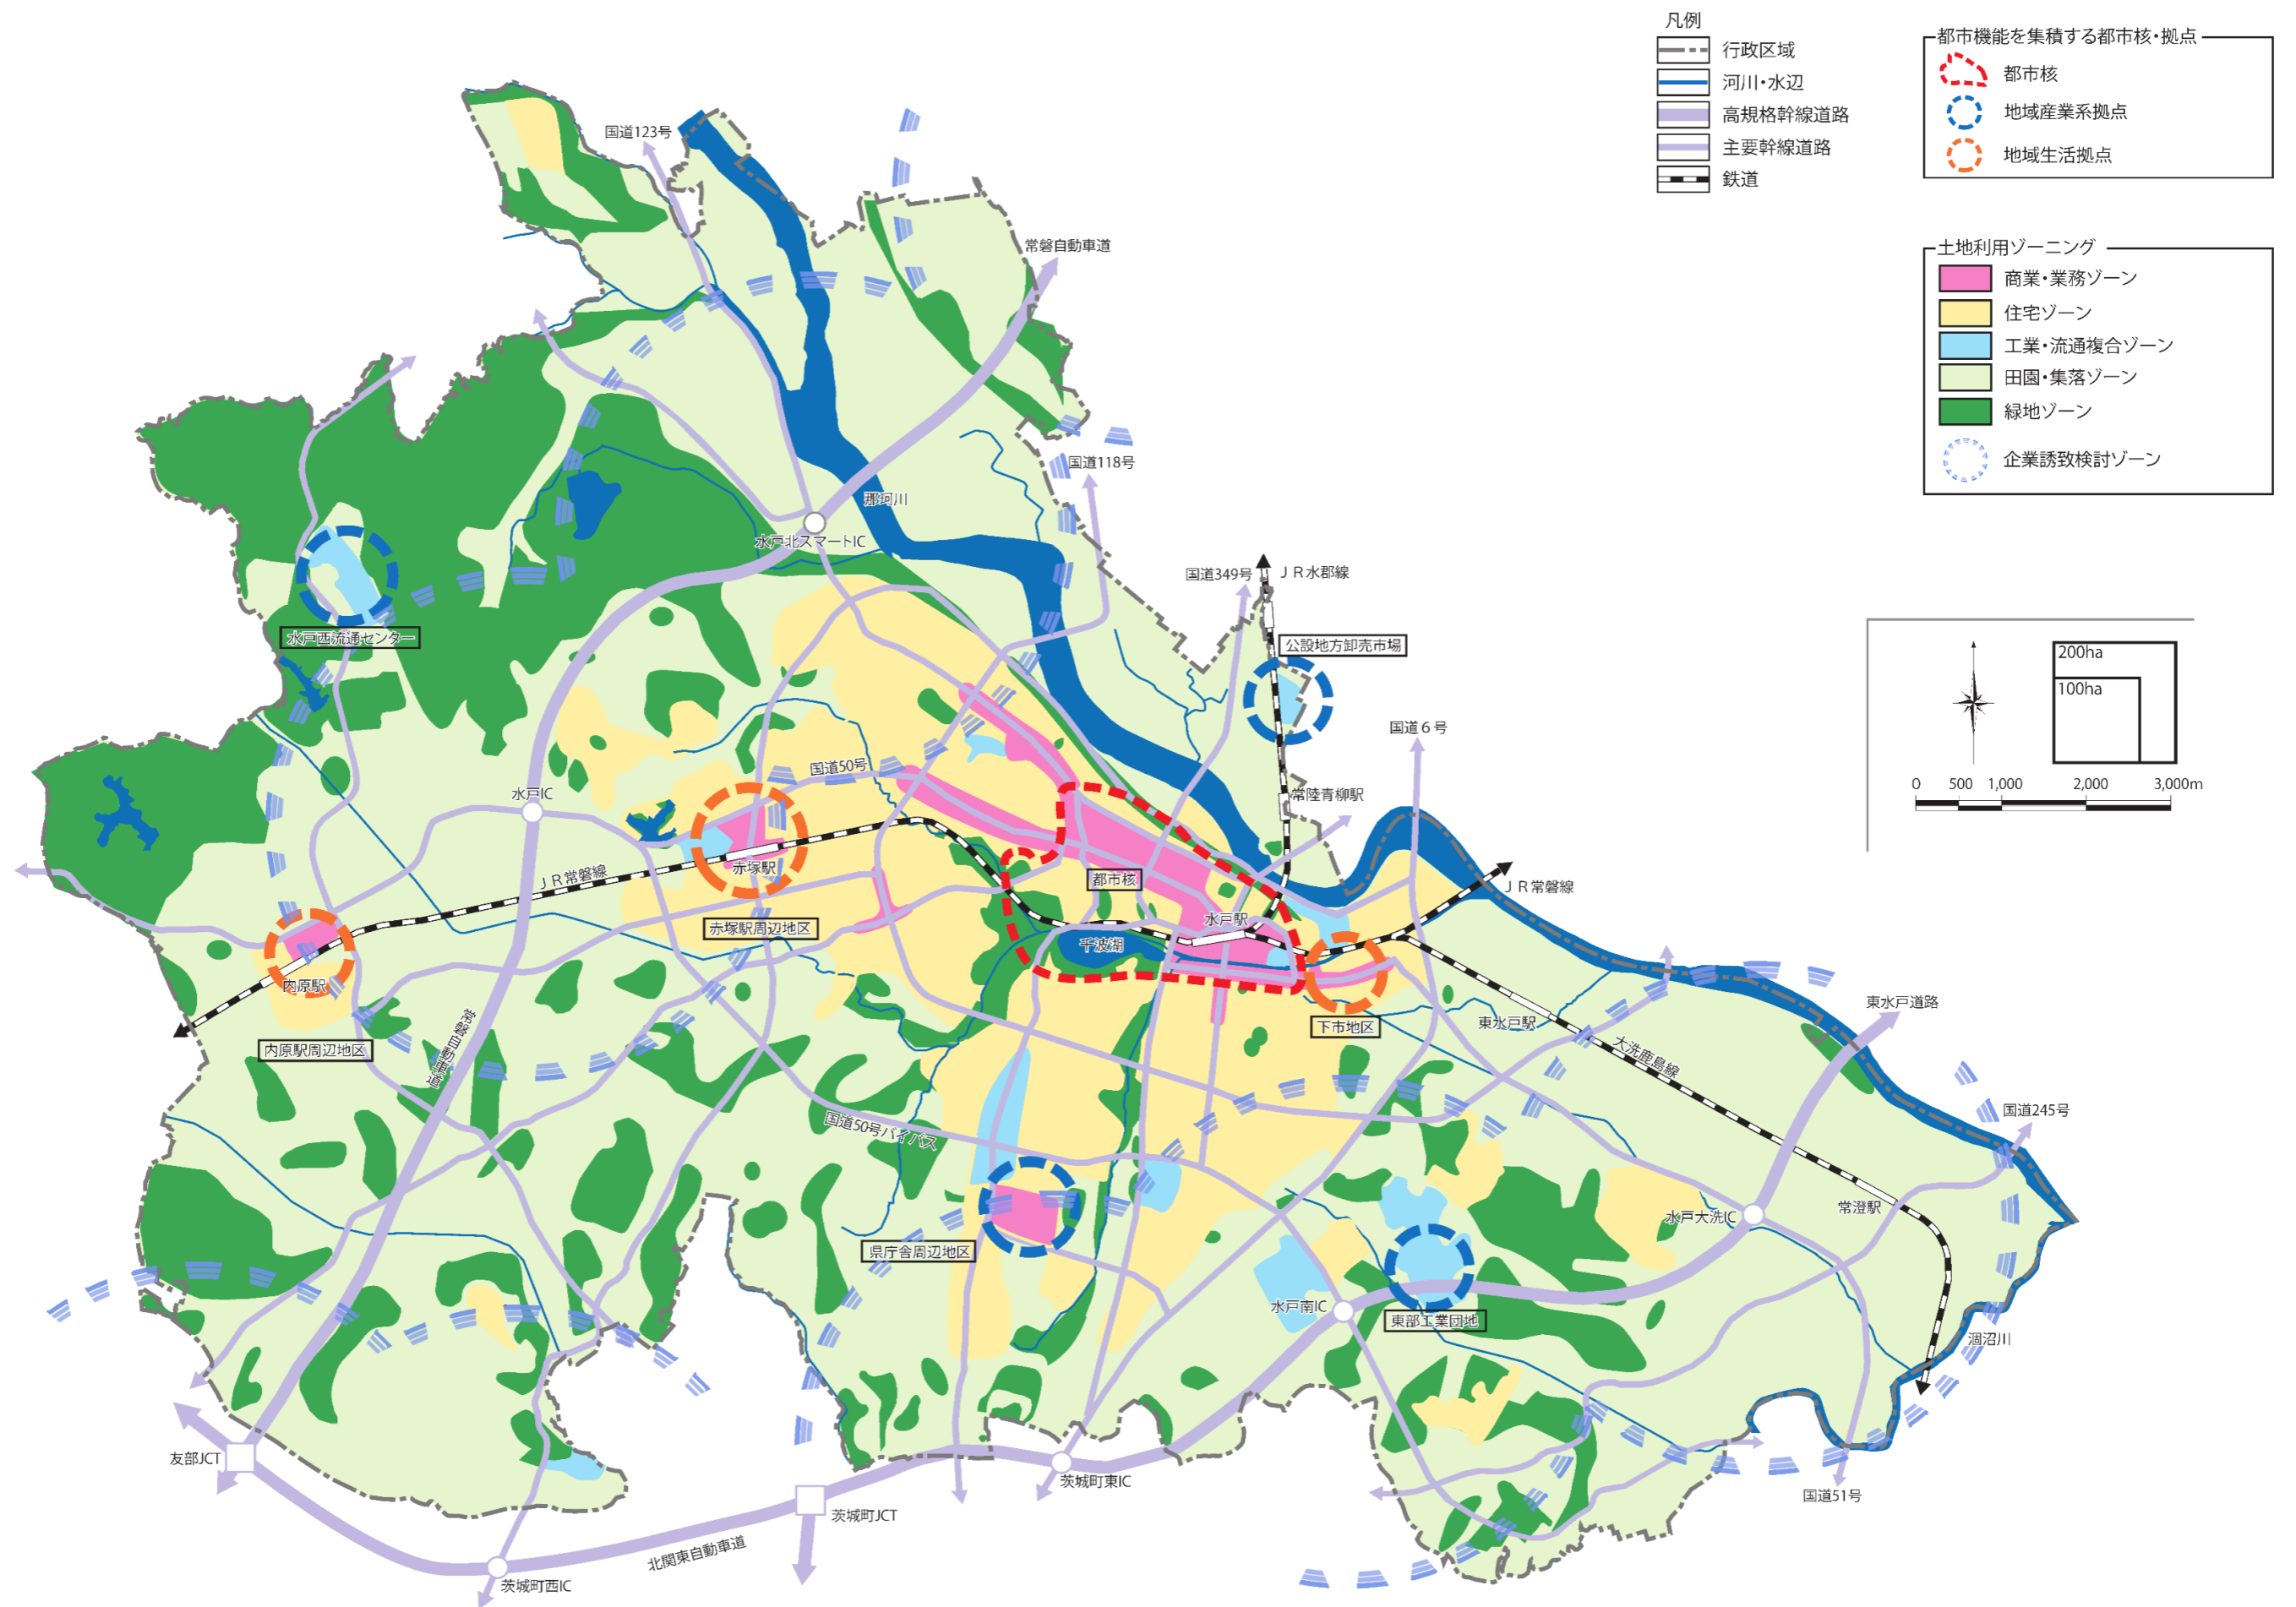 凡例
行政区域
河川・水辺
高規格幹線道路
主要幹線道路
鉄道
都市機能を集積する都市核・拠点
都市核
地域産業系拠点
地域生活拠点
土地利用ゾーニング
商業・業務ゾーン
住宅ゾーン
工業・流通複合ゾーン
田園・集落ゾーン
緑地ゾーン
企業誘致検討ゾーン
国道123号
常磐自動車道
国道118号
那珂川
水戸北スマートIC
国道349号
ＪＲ水郡線
水戸西流通センター
公設地方卸売市場
200ha
100ha
国道６号
国道50号
水戸IC
常陸青柳駅
0
500
1,000
2,000
3,000m
赤塚駅
ＪＲ常磐線
都市核
ＪＲ常磐線
水戸駅
赤塚駅周辺地区
千波湖
内原駅
内原駅周辺地区
常磐自動車道
下市地区
東水戸駅
大洗鹿島線
東水戸道路
国道245号
国道50号バイパス
常澄駅
水戸大洗IC
県庁舎周辺地区
水戸南IC
東部工業団地
涸沼川
友部JCT
茨城町東IC
国道51号
茨城町JCT
北関東自動車道
茨城町西IC